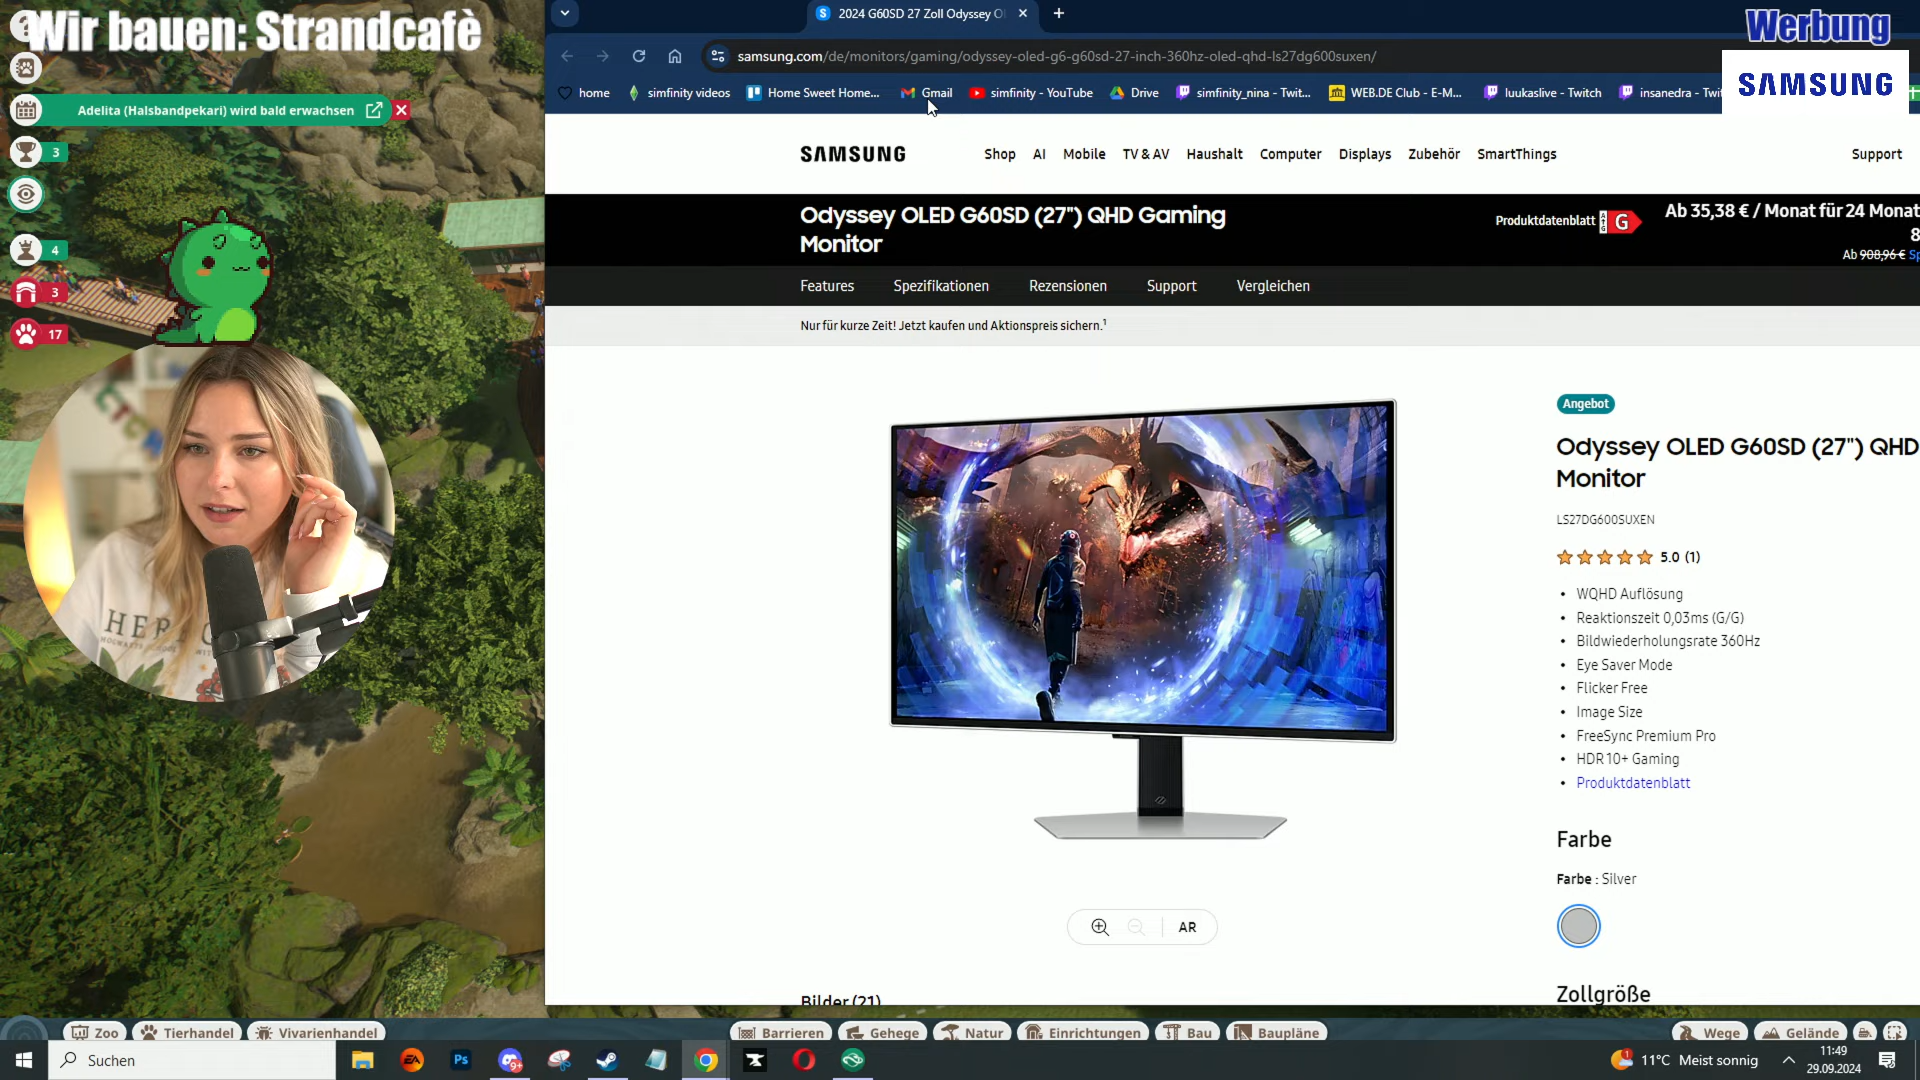 Wir bauen: Strandcafè
Adelita (Halsbandpekari) wird bald erwachsen
3
4
3
17
2024 G60SD 27 Zoll Odyssey O
samsung.com/de/monitors/gaming/odyssey-oled-g6-g60sd-27-inch-360hz-oled-qhd-ls27dg600suxen/
home
simfinity videos
Home Sweet Home...
Gmail
simfinity - YouTube
Drive
simfinity_nina - Twit...
WEB.DE Club - E-M...
luukaslive - Twitch
insanedra - Twi
Werbung
SAMSUNG
SAMSUNG
Shop
AI
Mobile
TV & AV
Haushalt
Computer
Displays
Zubehör
SmartThings
Support
Odyssey OLED G60SD (27") QHD Gaming
Monitor
Produktdatenblatt
G
Ab 35,38 € / Monat für 24 Monat
8
Ab 908,96 € Sp
Features
Spezifikationen
Rezensionen
Support
Vergleichen
Nur für kurze Zeit! Jetzt kaufen und Aktionspreis sichern.¹
Angebot
Odyssey OLED G60SD (27") QHD
Monitor
LS27DG600SUXEN
5.0 (1)
• WQHD Auflösung
• Reaktionszeit 0,03ms (G/G)
• Bildwiederholungsrate 360Hz
• Eye Saver Mode
• Flicker Free
• Image Size
• FreeSync Premium Pro
• HDR10+ Gaming
• Produktdatenblatt
Farbe
Farbe : Silver
AR
Bilder (21)
Zollgröße
Zoo
Tierhandel
Vivarienhandel
Barrieren
Gehege
Natur
Einrichtungen
Bau
Baupläne
Wege
Gelände
Suchen
EA
Ps
9+
1
11°C Meist sonnig
11:49
29.09.2024